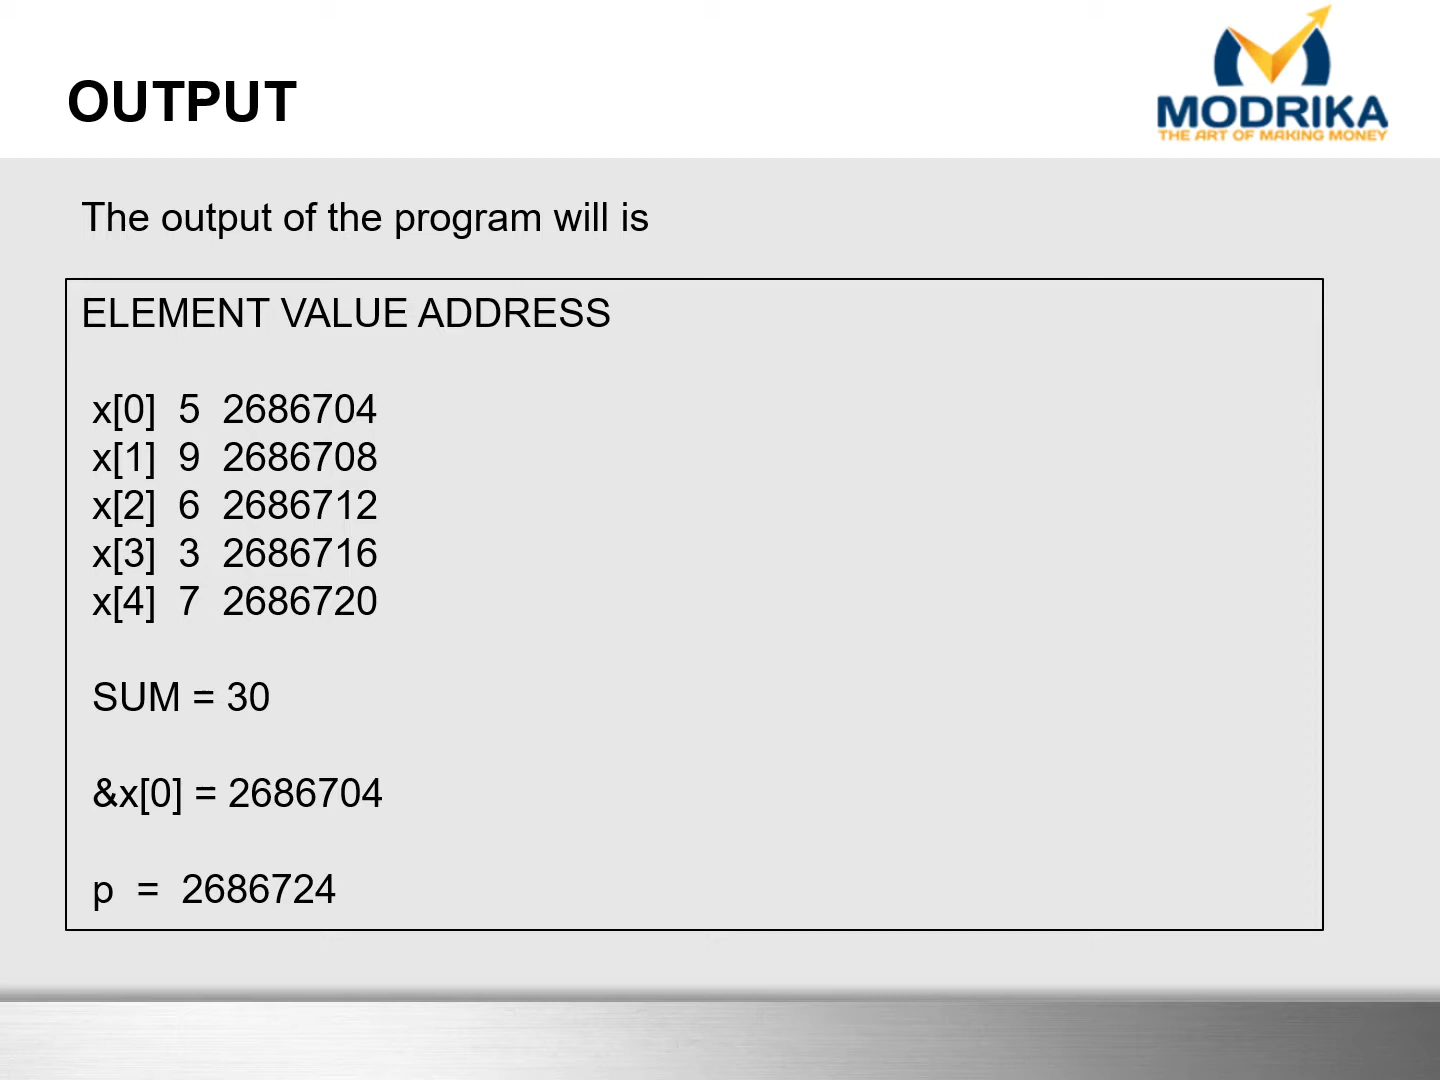 OUTPUT
MODRIKA
THE ART OF MAKING MONEY
The output of the program will is
ELEMENT VALUE ADDRESS
x[0] 5 2686704
x[1] 9 2686708
x[2] 6 2686712
x[3] 3 2686716
x[4] 7 2686720
SUM = 30
&x[0] = 2686704
p = 2686724